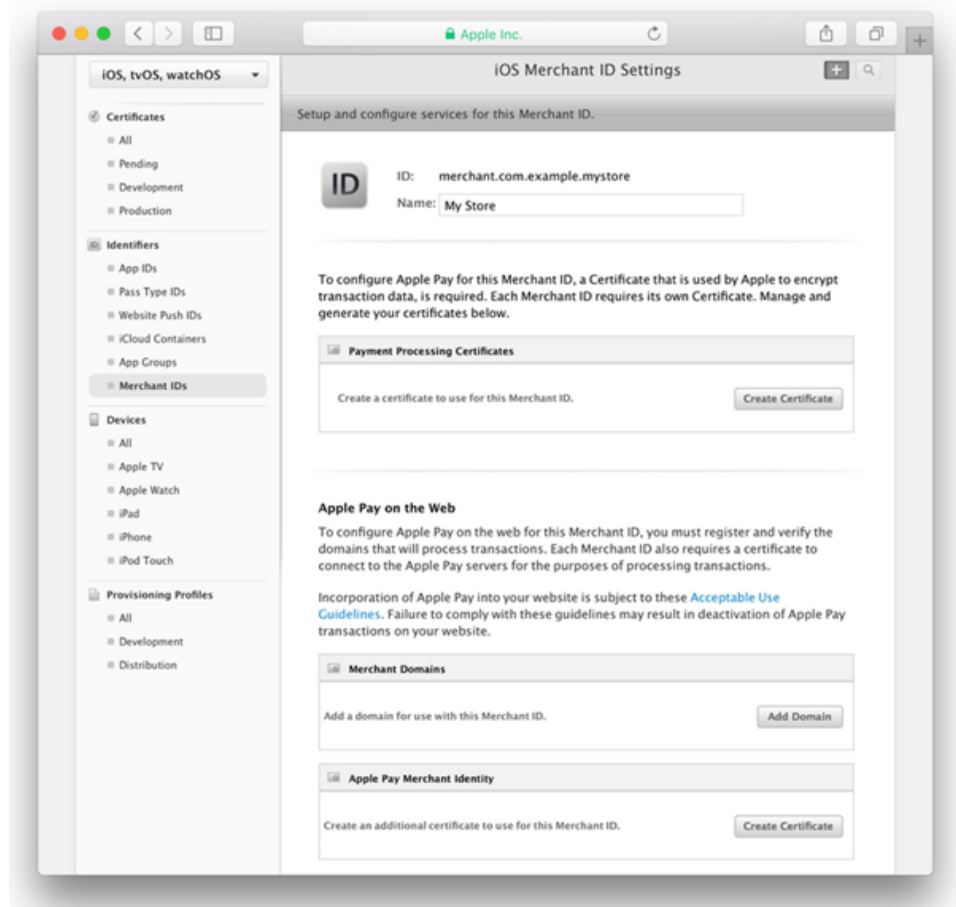 Apple Inc.
iOS, tvOS, watchOS
iOS Merchant ID Settings
Certificates
All
Pending
Development
Production
Identifiers
App IDs
Pass Type IDs
Website Push IDs
iCloud Containers
App Groups
Merchant IDs
Devices
All
Apple TV
Apple Watch
iPad
iPhone
iPod Touch
Provisioning Profiles
All
Development
Distribution
Setup and configure services for this Merchant ID.
ID
ID: merchant.com.example.mystore
Name: My Store
To configure Apple Pay for this Merchant ID, a Certificate that is used by Apple to encrypt
transaction data, is required. Each Merchant ID requires its own Certificate. Manage and
generate your certificates below.
Payment Processing Certificates
Create a certificate to use for this Merchant ID.
Create Certificate
Apple Pay on the Web
To configure Apple Pay on the web for this Merchant ID, you must register and verify the
domains that will process transactions. Each Merchant ID also requires a certificate to
connect to the Apple Pay servers for the purposes of processing transactions.
Incorporation of Apple Pay into your website is subject to these Acceptable Use
Guidelines. Failure to comply with these guidelines may result in deactivation of Apple Pay
transactions on your website.
Merchant Domains
Add a domain for use with this Merchant ID.
Add Domain
Apple Pay Merchant Identity
Create an additional certificate to use for this Merchant ID.
Create Certificate